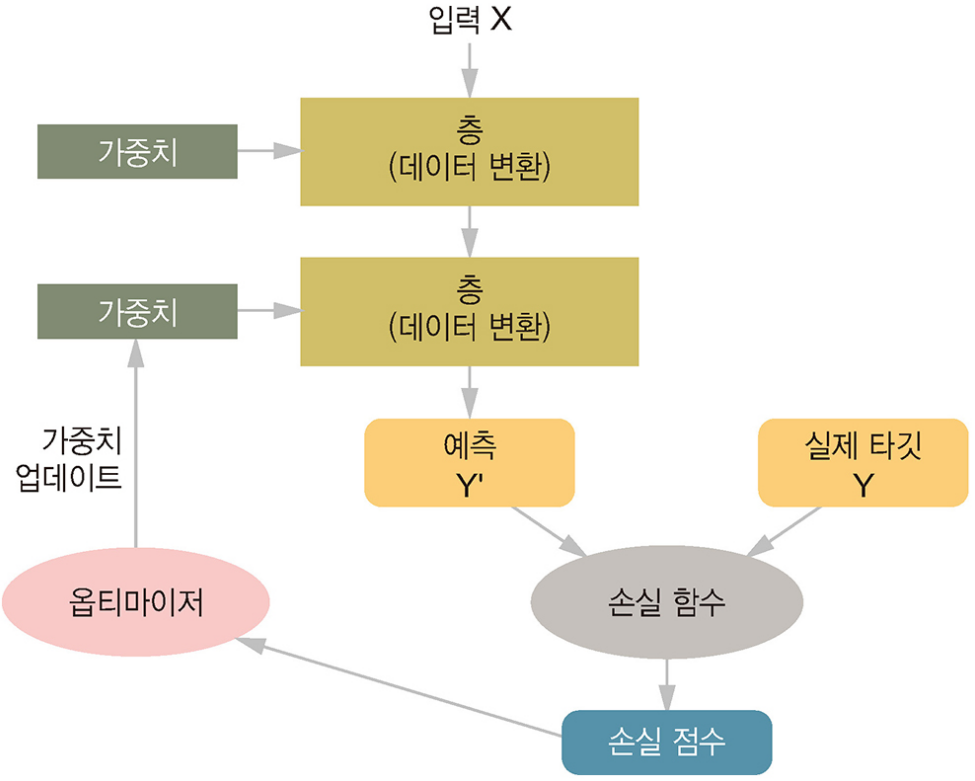 입력 X
가중치
층
(데이터 변환)
가중치
층
(데이터 변환)
가중치
업데이트
예측
Y'
실제 타깃
Y
옵티마이저
손실 함수
손실 점수